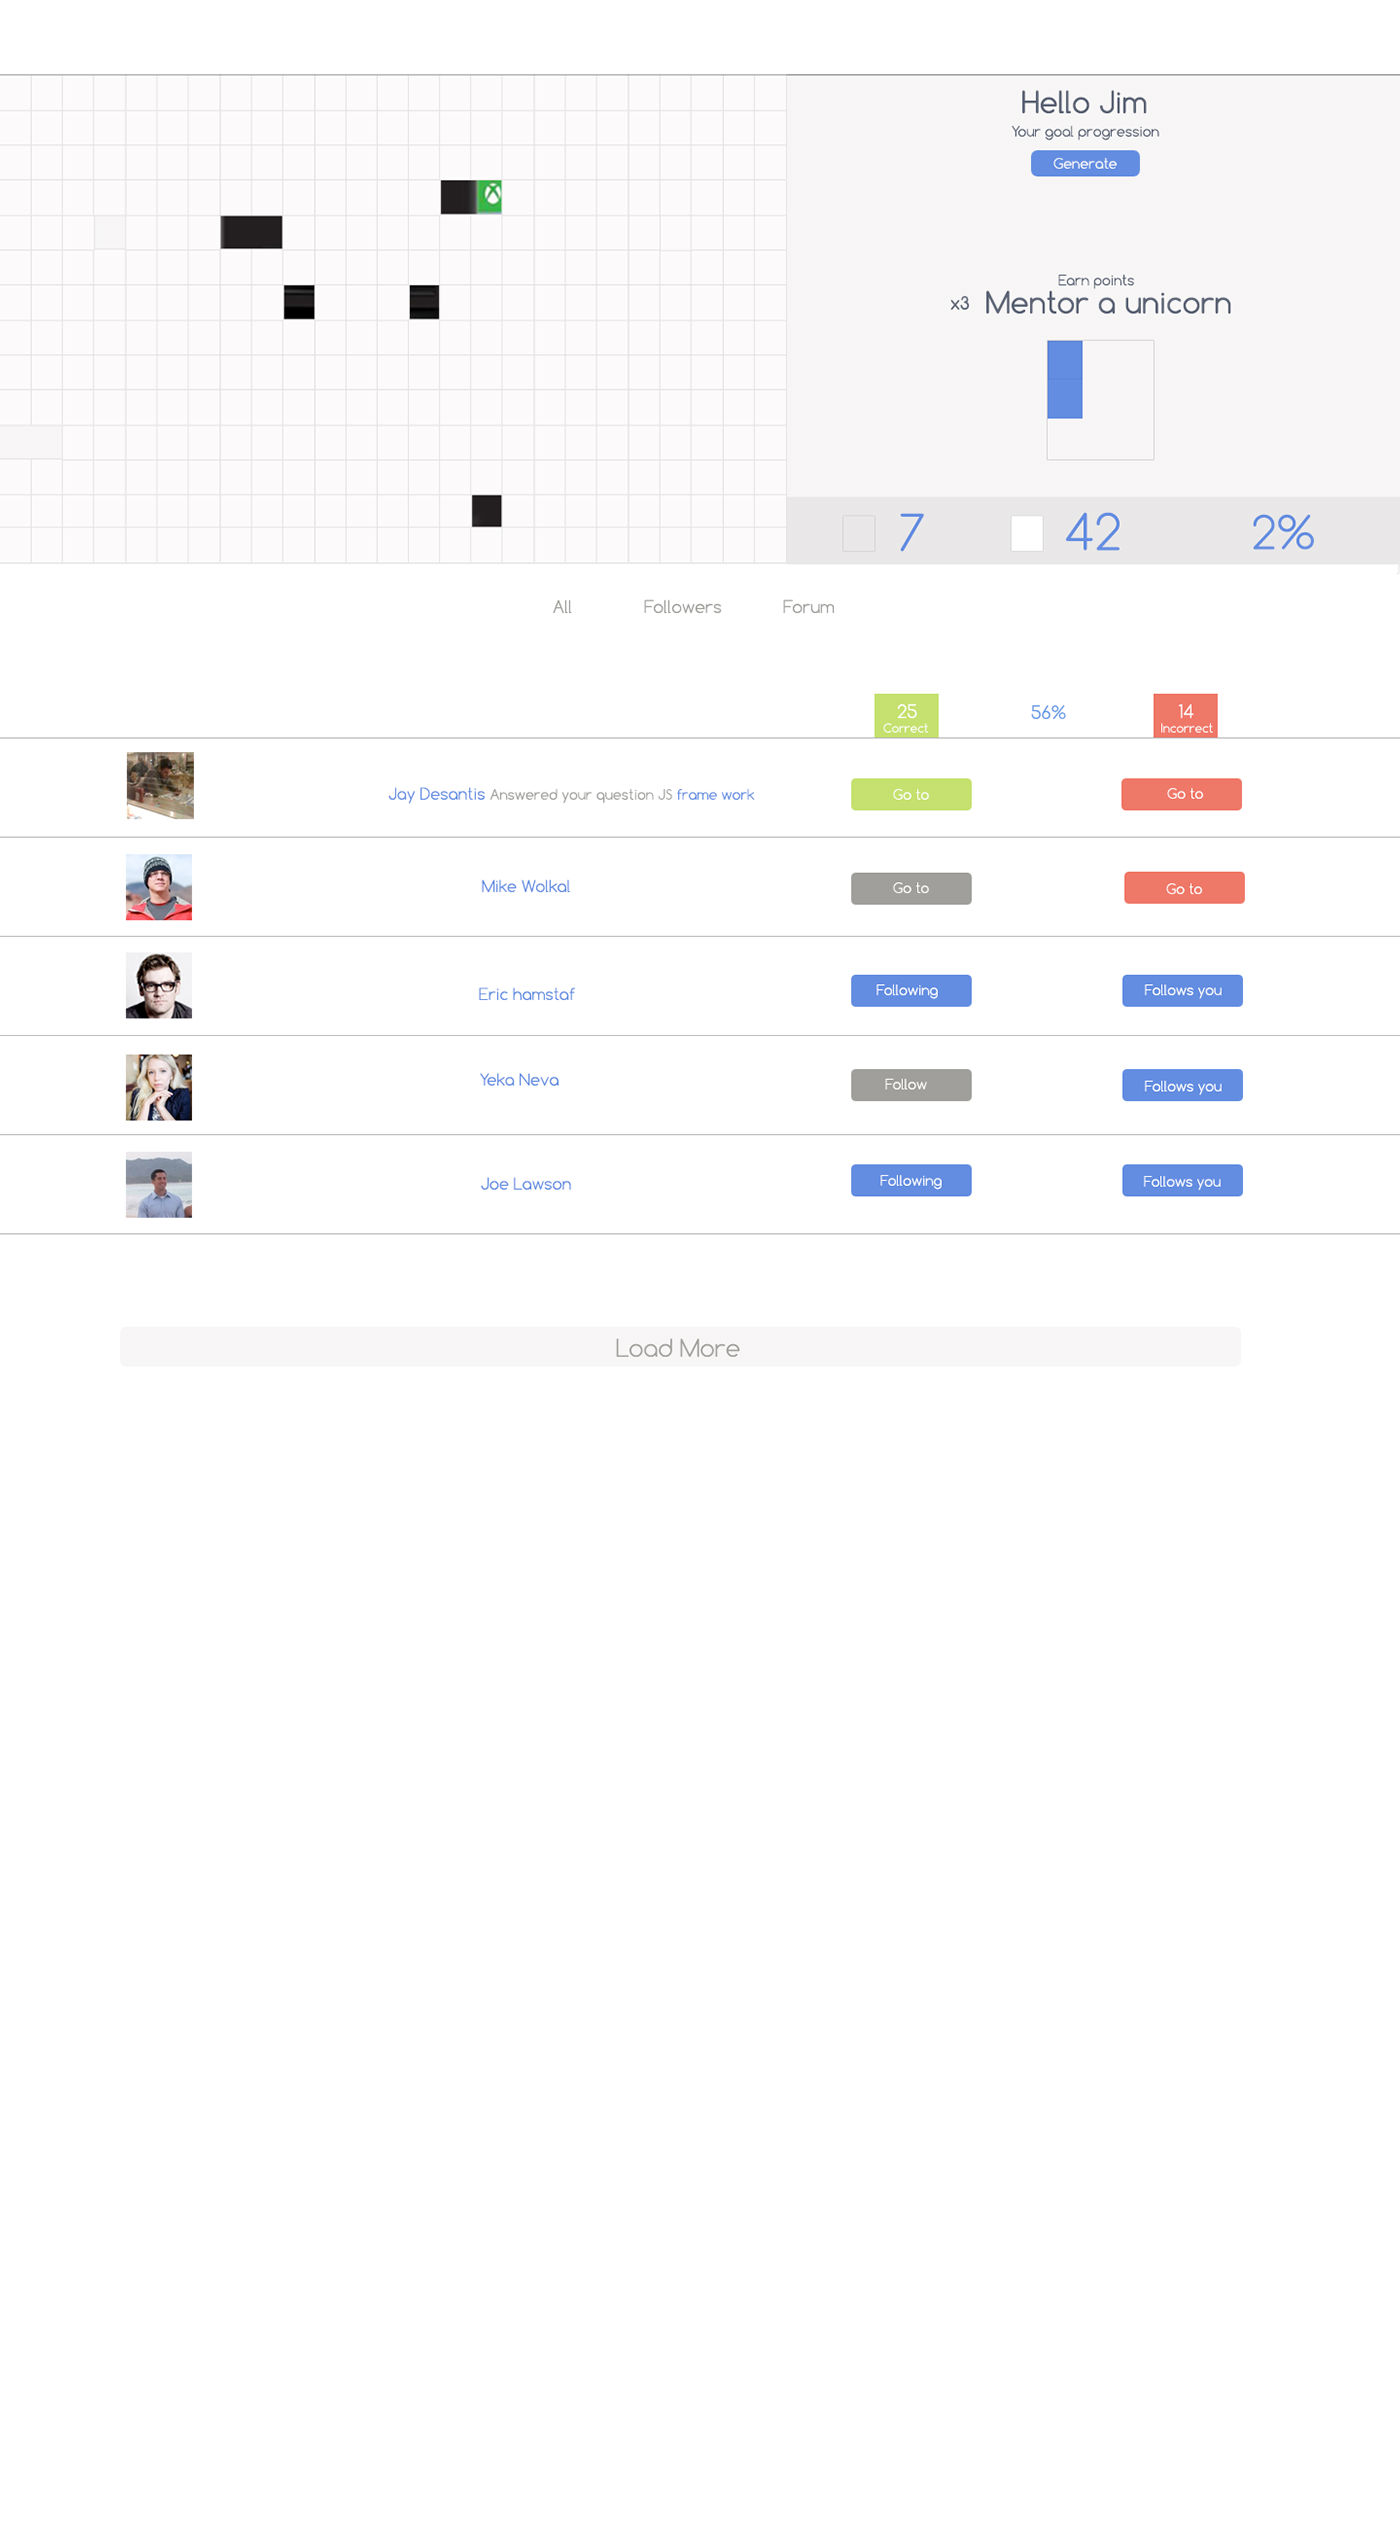 Hello Jim
Your goal progression
Generate
Earn points
x3 Mentor a unicorn
7 42 2%
All Followers Forum
25 56% 14
Correct Incorrect
Jay Desantis Answered your question JS frame work Go to Go to
Mike Wolkal Go to Go to
Eric hamstaf Following Follows you
Yeka Neva Follow Follows you
Joe Lawson Following Follows you
Load More